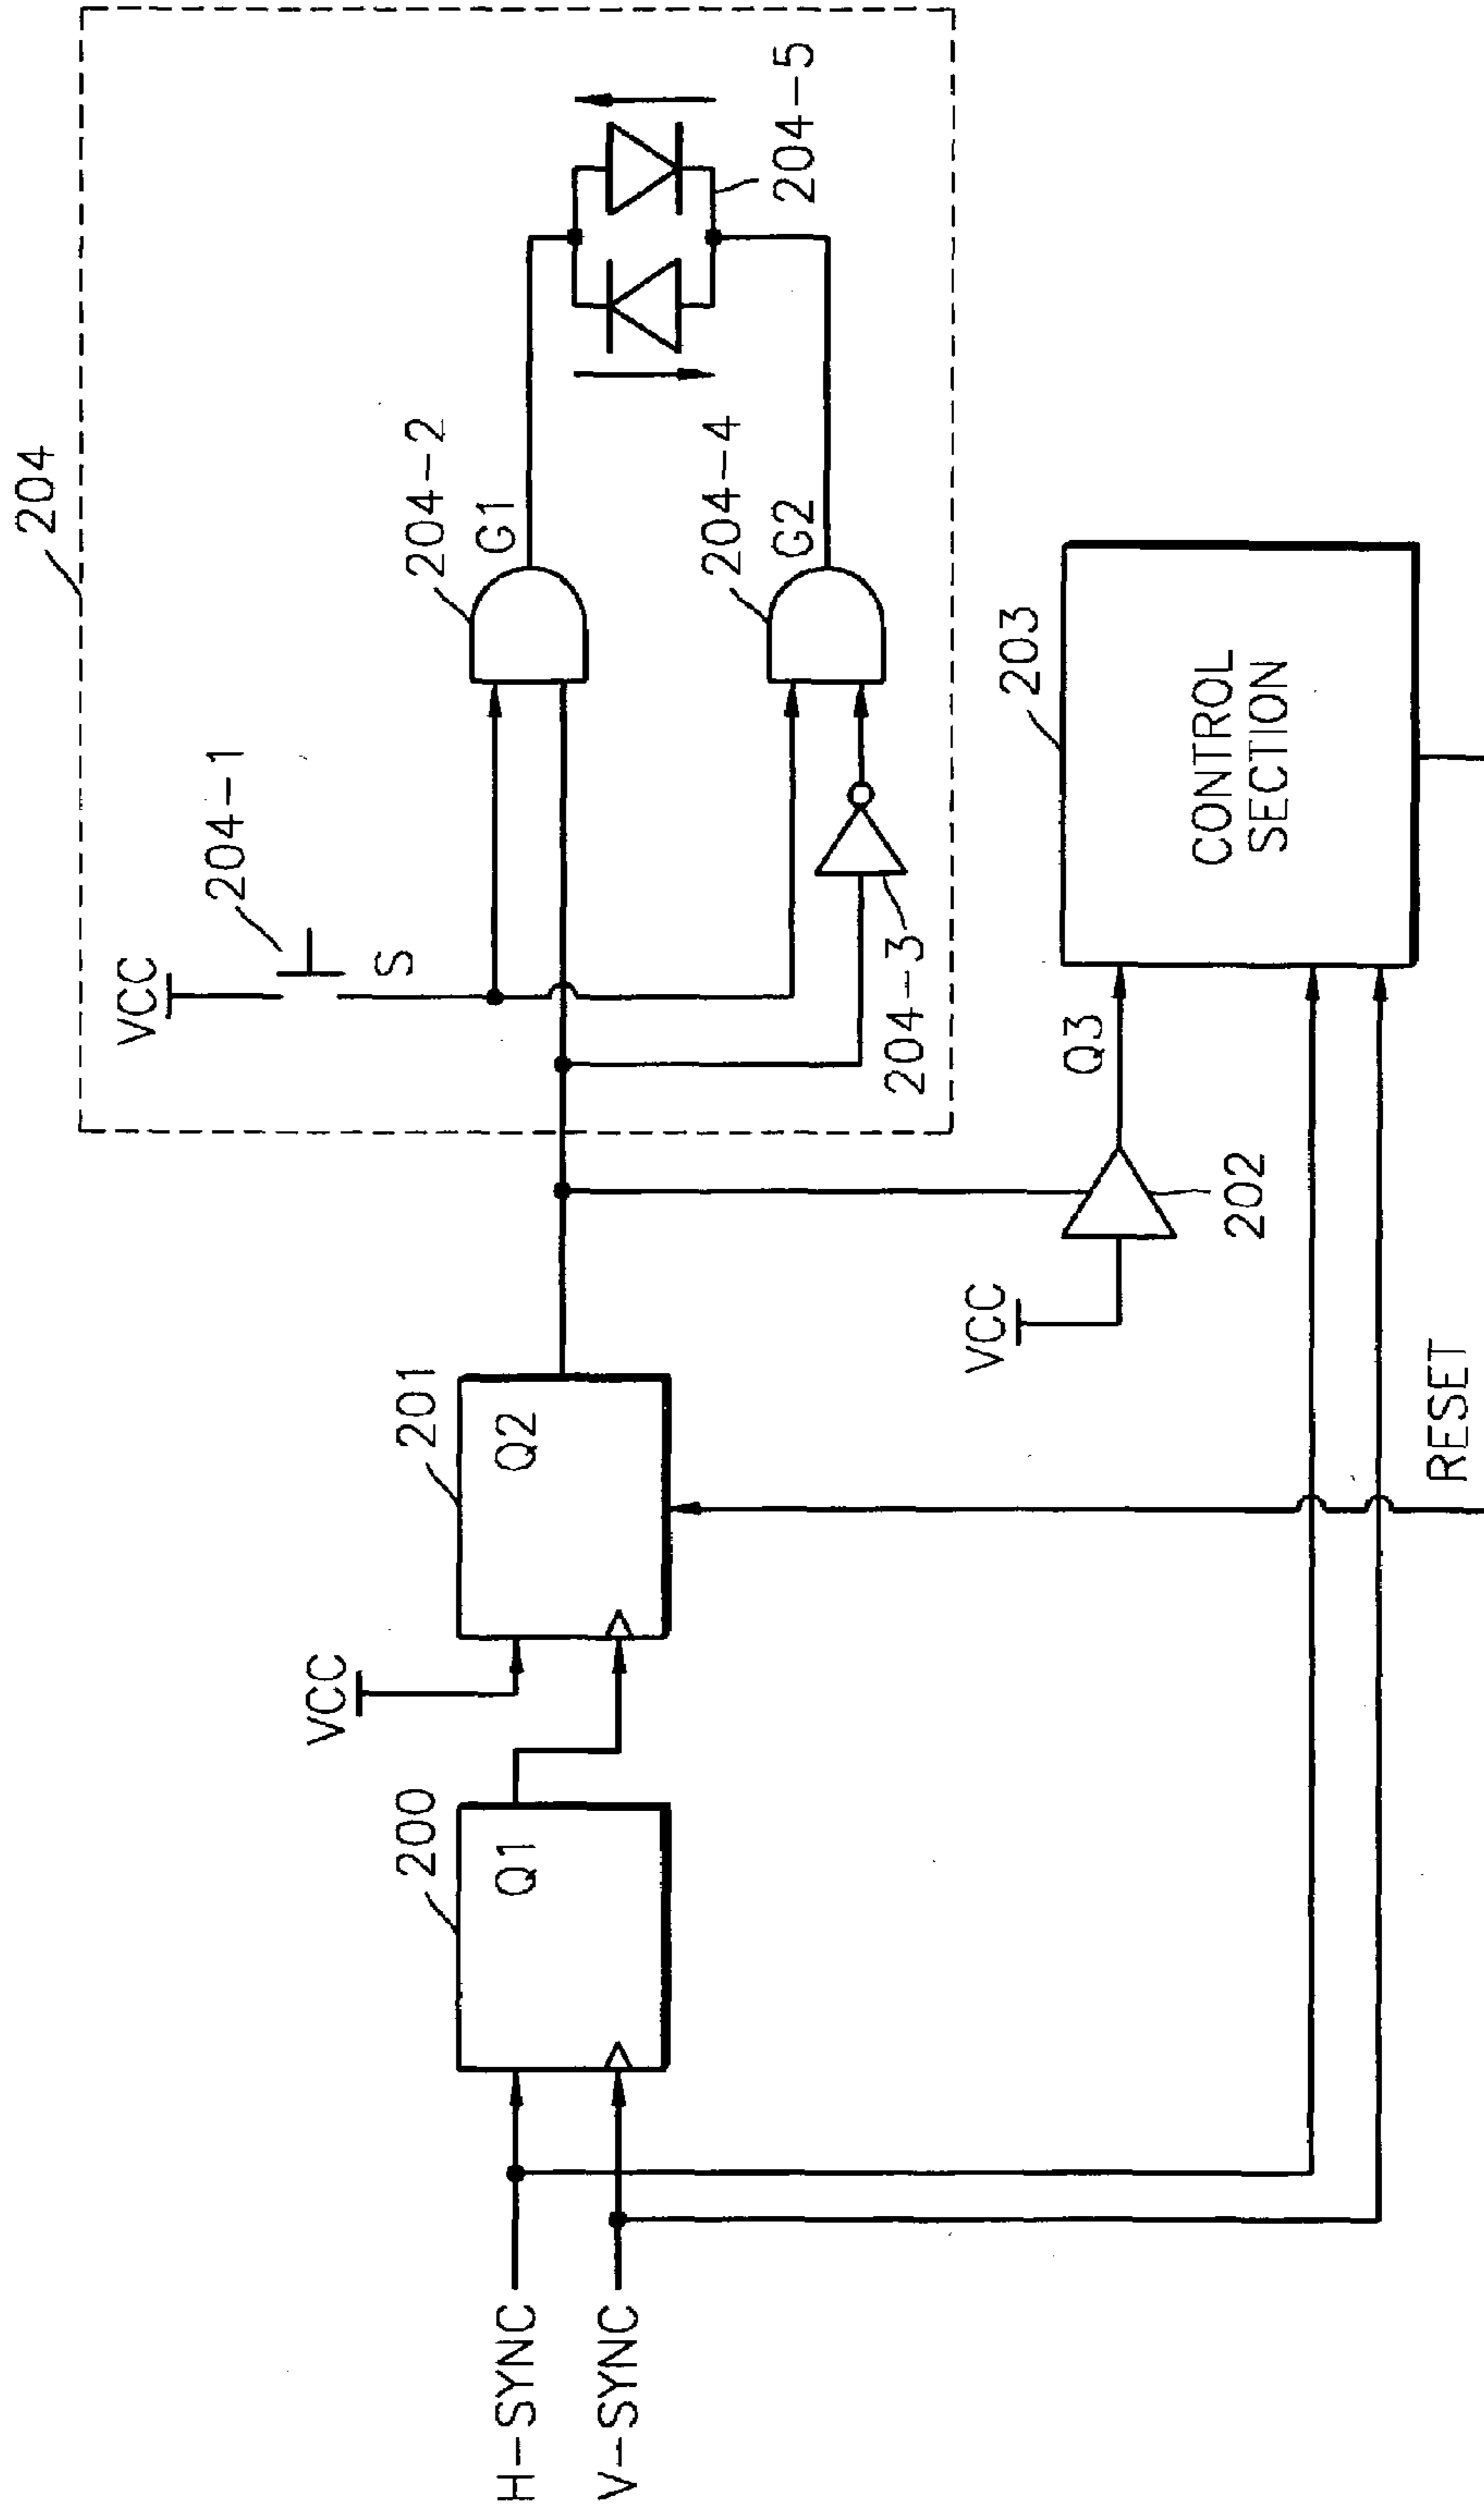 204
VCC
204-1
S
204-2
G1
204-4
G2
204-5
204-3
VCC
200
Q1
201
Q2
H-SYNC
V-SYNC
VCC
202
Q3
203
CONTROL
SECTION
RESET